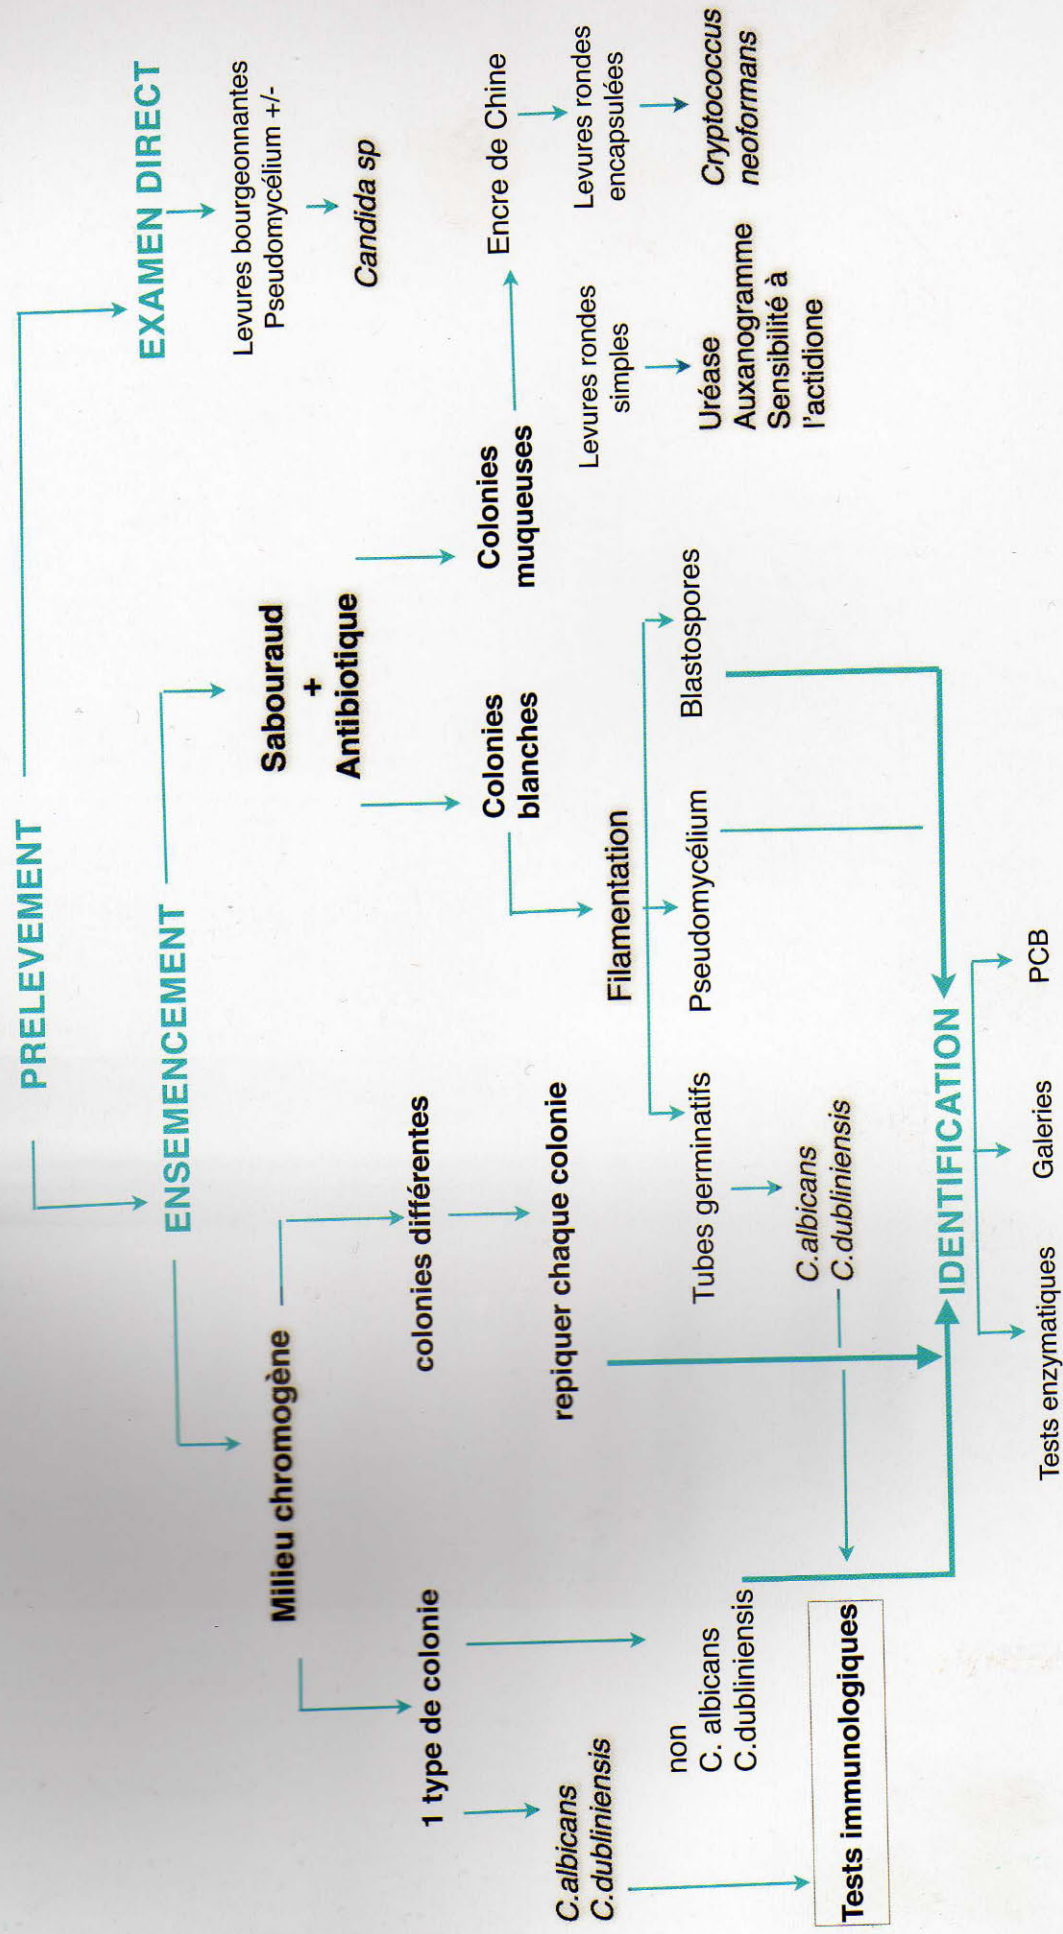 PRELEVEMENT
ENSEMENCEMENT
EXAMEN DIRECT
Levures bourgeonnantes
Pseudomycélium +/-
Candida sp
Milieu chromogène
Sabouraud
+
Antibiotique
1 type de colonie
colonies différentes
Colonies
blanches
Colonies
muqueuses
Encre de Chine
C.albicans
C.dubliniensis
repiquer chaque colonie
Filamentation
Levures rondes
simples
Levures rondes
encapsulées
non
C. albicans
C.dubliniensis
Tubes germinatifs
Pseudomycélium
Blastospores
Uréase
Auxanogramme
Sensibilité à
l'actidione
Cryptococcus
neoformans
C.albicans
C.dubliniensis
Tests immunologiques
IDENTIFICATION
Tests enzymatiques
Galeries
PCB